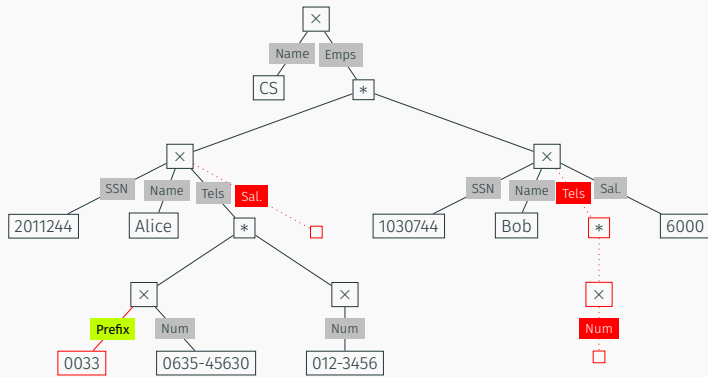 ×
Name Emps
CS
*
× ×
SSN Name Tels Sal. SSN Name Tels Sal.
2011244 Alice * 1030744 Bob * 6000
× × ×
Prefix Num Num Num
0033 0635-45630 012-3456